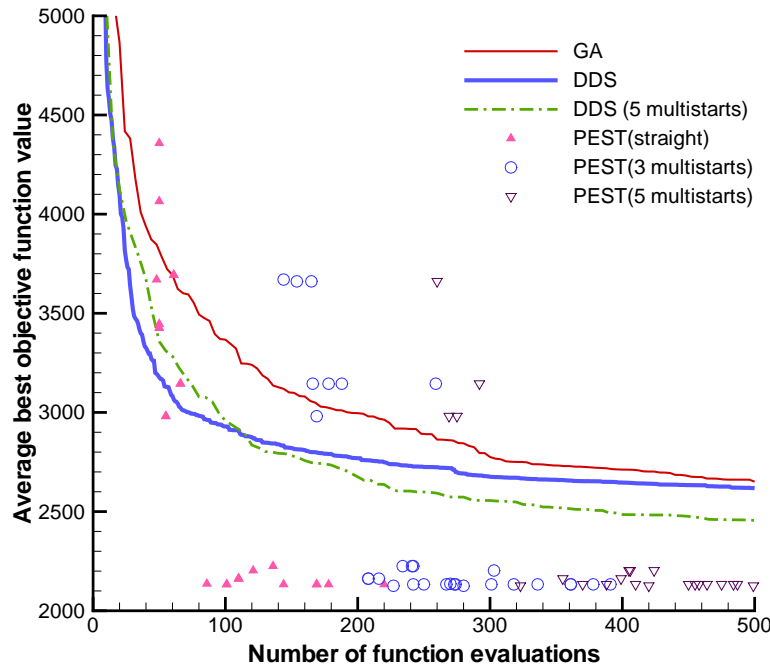 5000
4500
4000
3500
3000
2500
2000
Average best objective function value
GA
DDS
DDS (5 multistarts)
PEST(straight)
PEST(3 multistarts)
PEST(5 multistarts)
0
100
200
300
400
500
Number of function evaluations